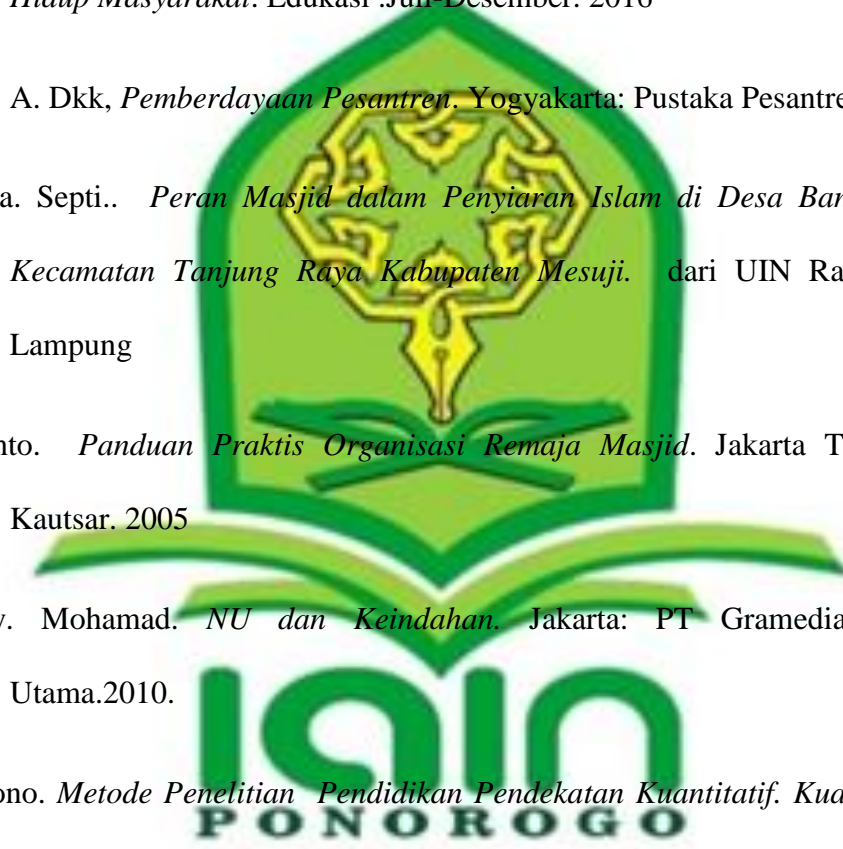 Hidup Masyarakat. Edukasi .Juli-Desember. 2016
A. Dkk, Pemberdayaan Pesantren. Yogyakarta: Pustaka Pesantre
a. Septi.. Peran Masjid dalam Penyiaran Islam di Desa Ban
Kecamatan Tanjung Raya Kabupaten Mesuji. dari UIN Ra
Lampung
nto. Panduan Praktis Organisasi Remaja Masjid. Jakarta T
Kautsar. 2005
y. Mohamad. NU dan Keindahan. Jakarta: PT Gramedia
Utama.2010.
iain
ono. Metode Penelitian Pendidikan Pendekatan Kuantitatif. Kua
PONOROGO